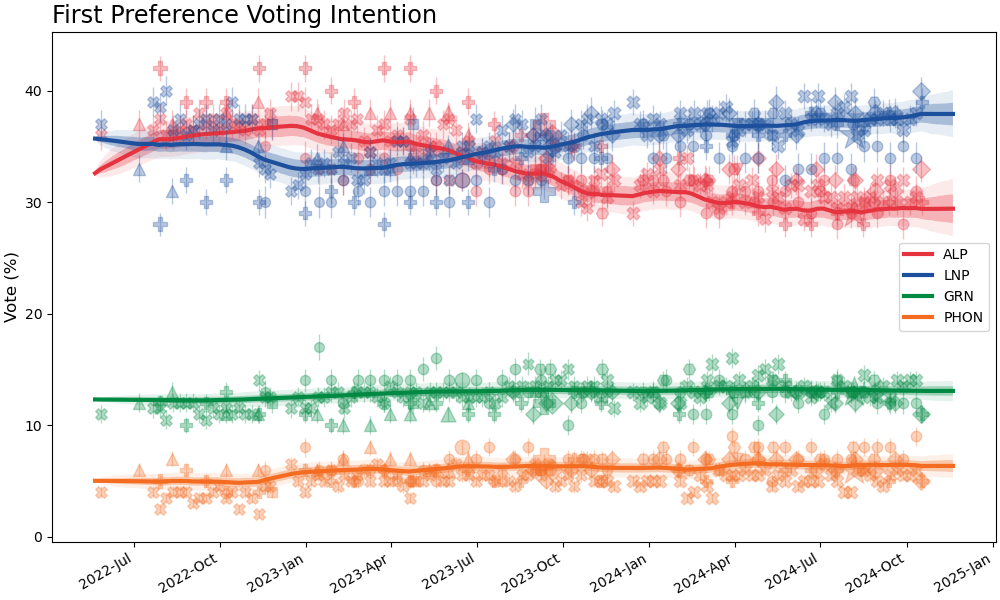 First Preference Voting Intention
Vote (%)
40
30
20
10
0
ALP
LNP
GRN
PHON
2022-Jul
2022-Oct
2023-Jan
2023-Apr
2023-Jul
2023-Oct
2024-Jan
2024-Apr
2024-Jul
2024-Oct
2025-Jan